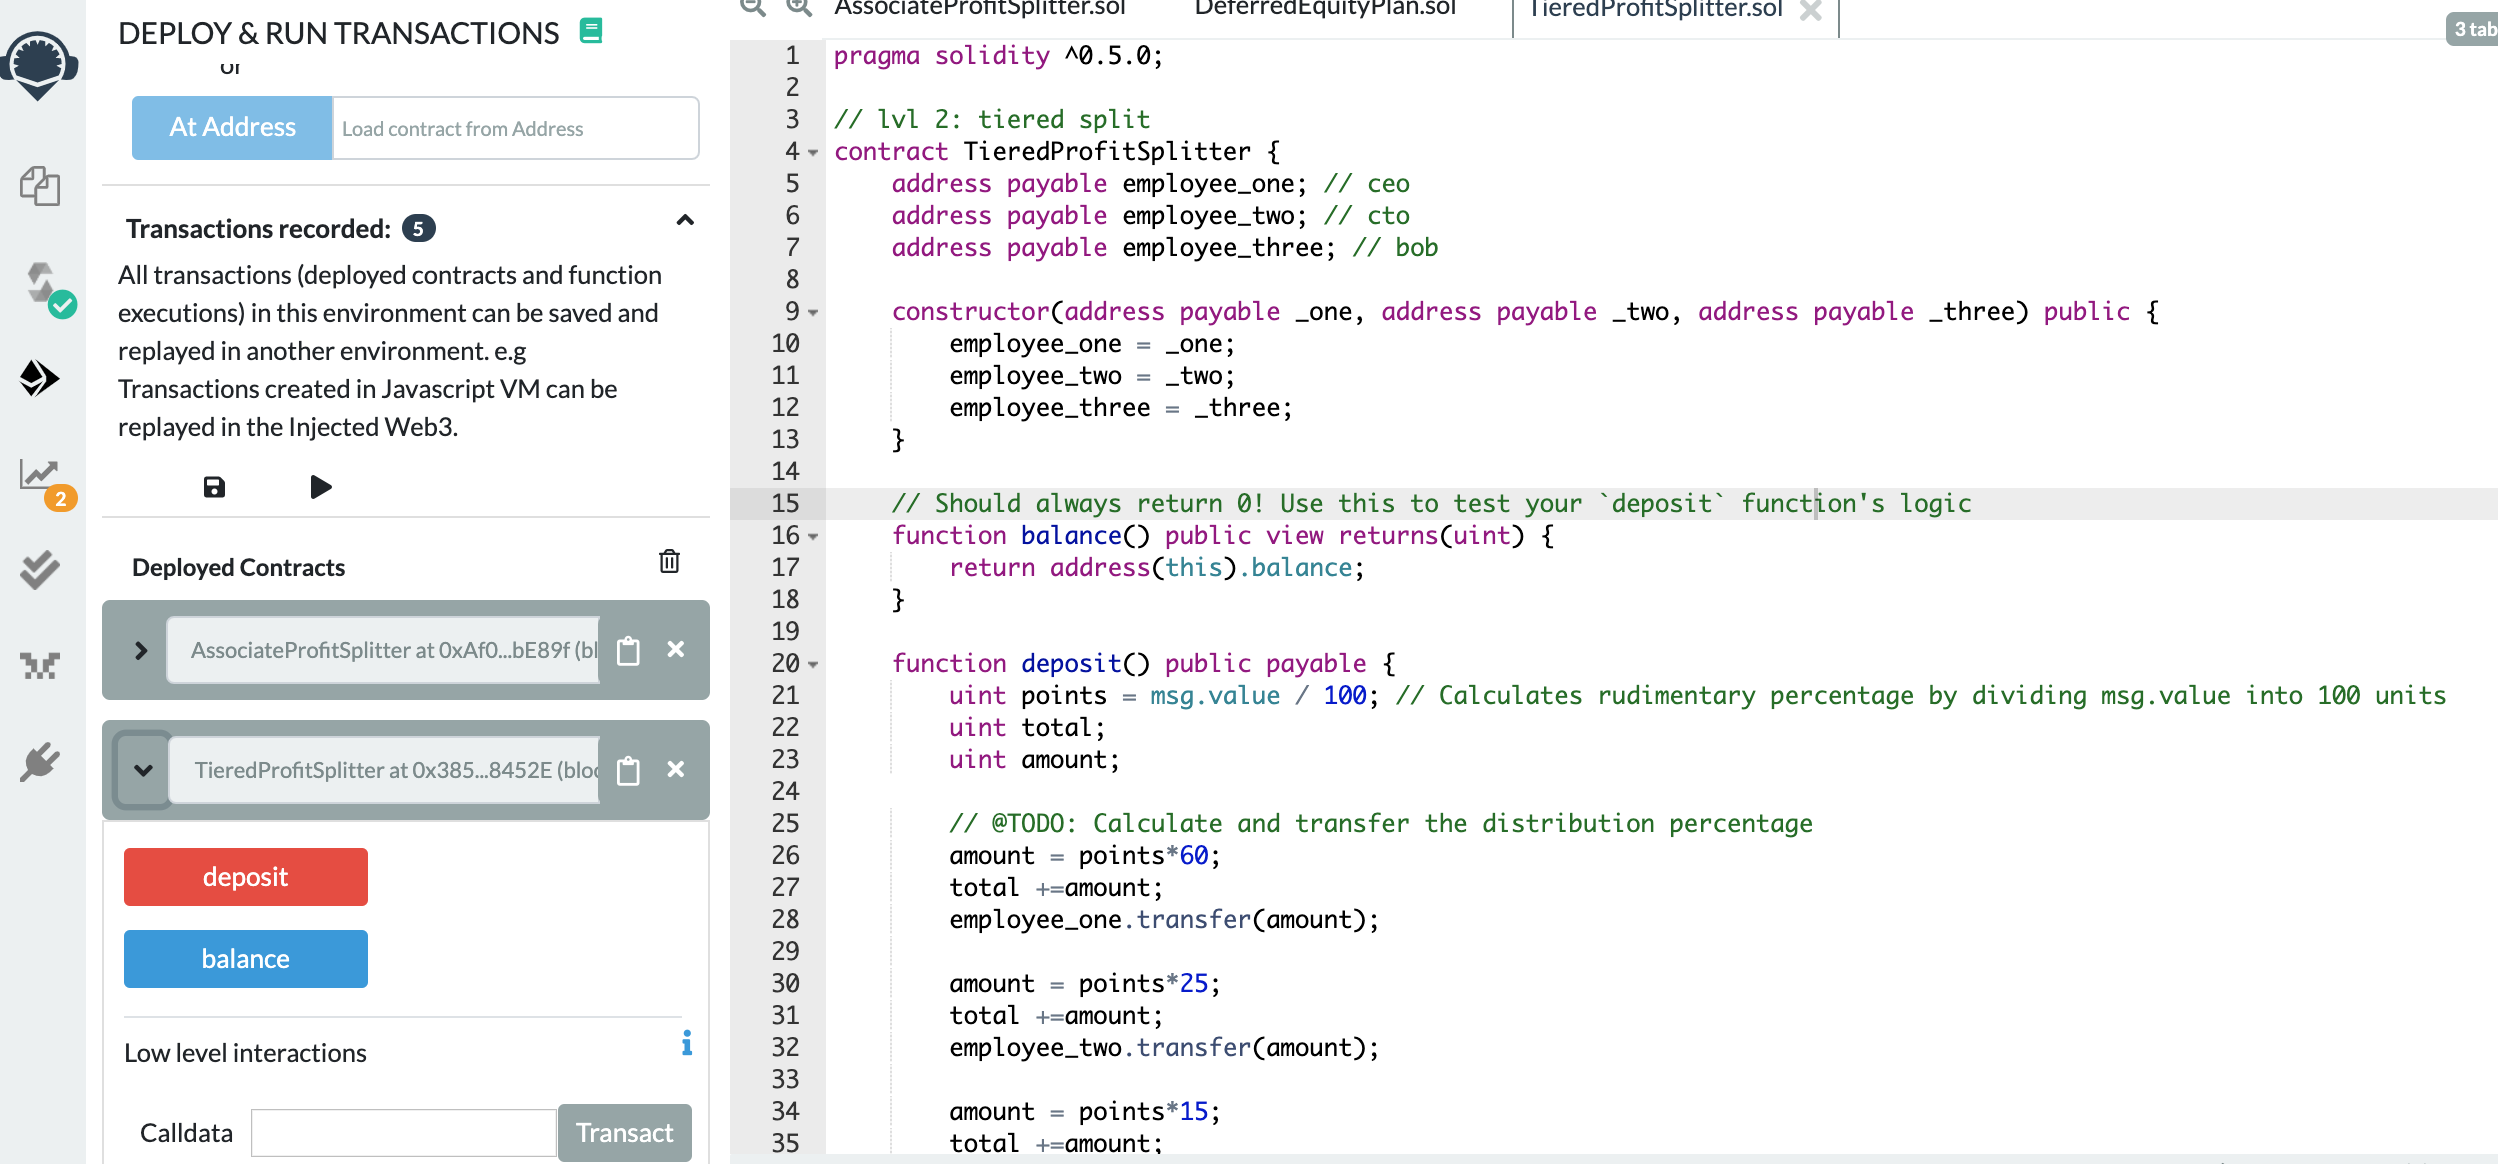 DEPLOY & RUN TRANSACTIONS
or
At Address
Load contract from Address
Transactions recorded: 5
All transactions (deployed contracts and function
executions) in this environment can be saved and
replayed in another environment. e.g
Transactions created in Javascript VM can be
replayed in the Injected Web3.
2
Deployed Contracts
AssociateProfitSplitter at 0xAf0...bE89f (bl
TieredProfitSplitter at 0x385...8452E (bloc
deposit
balance
Low level interactions
Calldata
Transact
AssociateProfitSplitter.sol
DeferredEquityPlan.sol
TieredProfitSplitter.sol
3 tab
1 pragma solidity ^0.5.0;
2
3 // lvl 2: tiered split
4 contract TieredProfitSplitter {
5     address payable employee_one; // ceo
6     address payable employee_two; // cto
7     address payable employee_three; // bob
8
9     constructor(address payable _one, address payable _two, address payable _three) public {
10         employee_one = _one;
11         employee_two = _two;
12         employee_three = _three;
13     }
14
15     // Should always return 0! Use this to test your `deposit` function's logic
16     function balance() public view returns(uint) {
17         return address(this).balance;
18     }
19
20     function deposit() public payable {
21         uint points = msg.value / 100; // Calculates rudimentary percentage by dividing msg.value into 100 units
22         uint total;
23         uint amount;
24
25         // @TODO: Calculate and transfer the distribution percentage
26         amount = points*60;
27         total +=amount;
28         employee_one.transfer(amount);
29
30         amount = points*25;
31         total +=amount;
32         employee_two.transfer(amount);
33
34         amount = points*15;
35         total +=amount;